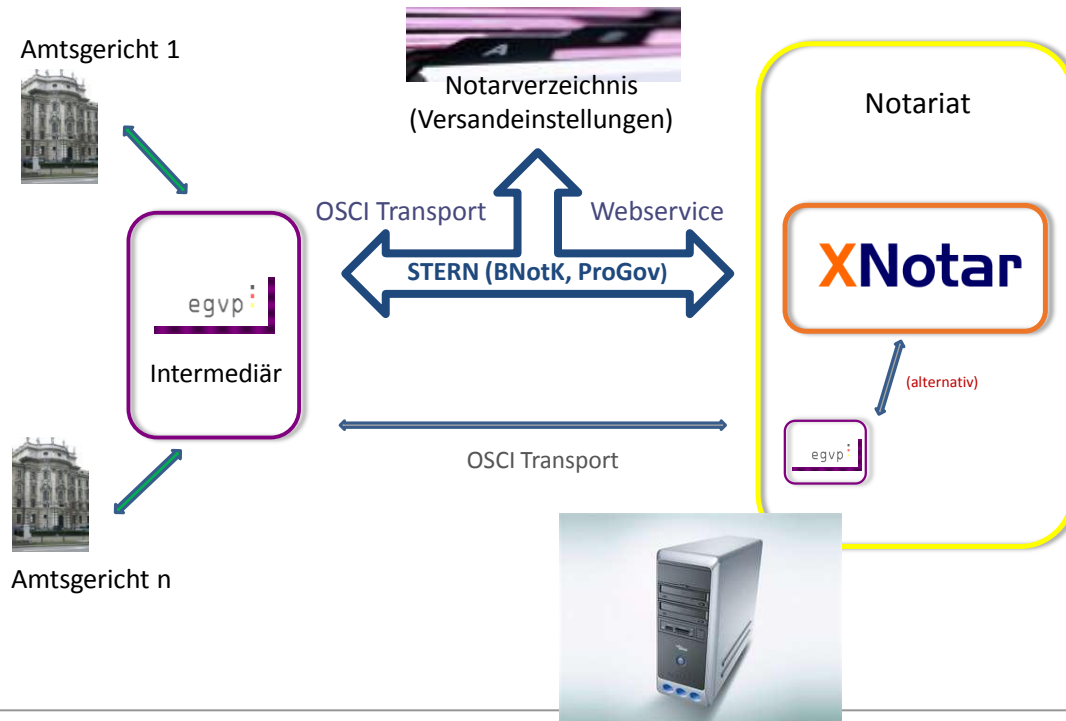 Amtsgericht 1
A
Notarverzeichnis
(Versandeinstellungen)
Notariat
OSCI Transport
Webservice
STERN (BNotK, ProGov)
XNotar
egvp
Intermediär
(alternativ)
egvp
OSCI Transport
Amtsgericht n